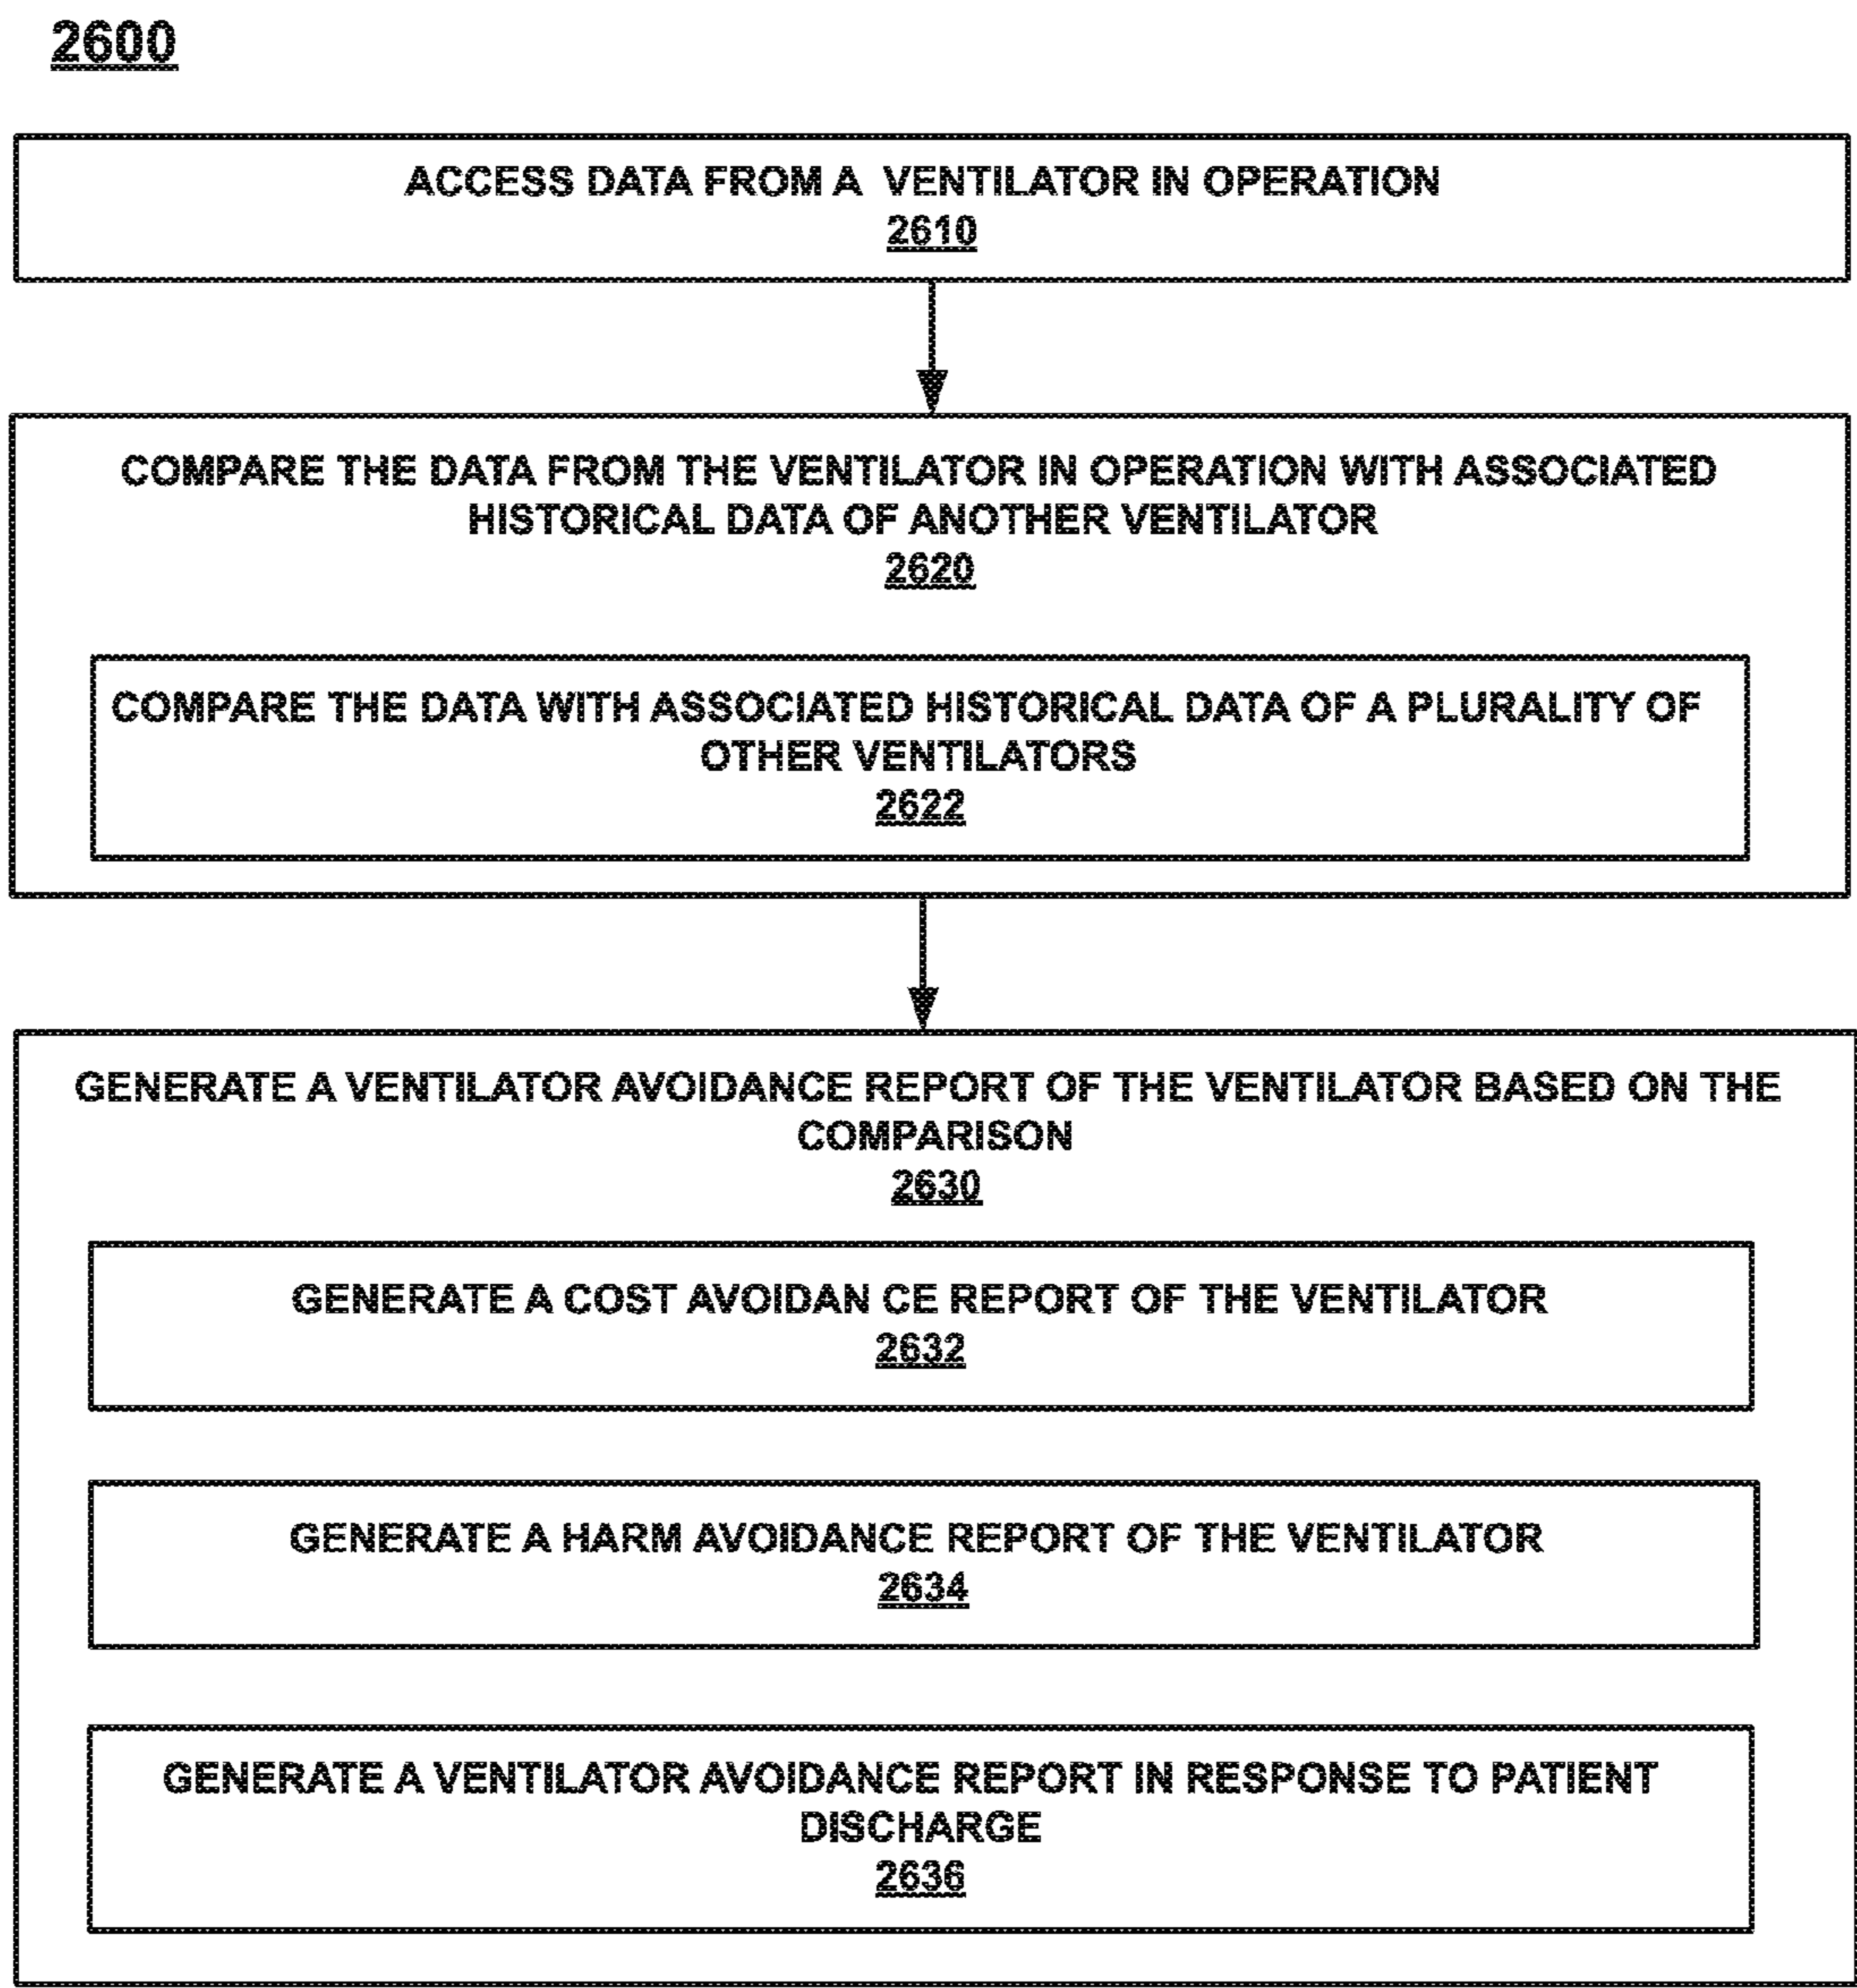 2600
ACCESS DATA FROM A VENTILATOR IN OPERATION
2610
COMPARE THE DATA FROM THE VENTILATOR IN OPERATION WITH ASSOCIATED
HISTORICAL DATA OF ANOTHER VENTILATOR
2620
COMPARE THE DATA WITH ASSOCIATED HISTORICAL DATA OF A PLURALITY OF
OTHER VENTILATORS
2622
GENERATE A VENTILATOR AVOIDANCE REPORT OF THE VENTILATOR BASED ON THE
COMPARISON
2630
GENERATE A COST AVOIDAN CE REPORT OF THE VENTILATOR
2632
GENERATE A HARM AVOIDANCE REPORT OF THE VENTILATOR
2634
GENERATE A VENTILATOR AVOIDANCE REPORT IN RESPONSE TO PATIENT
DISCHARGE
2636